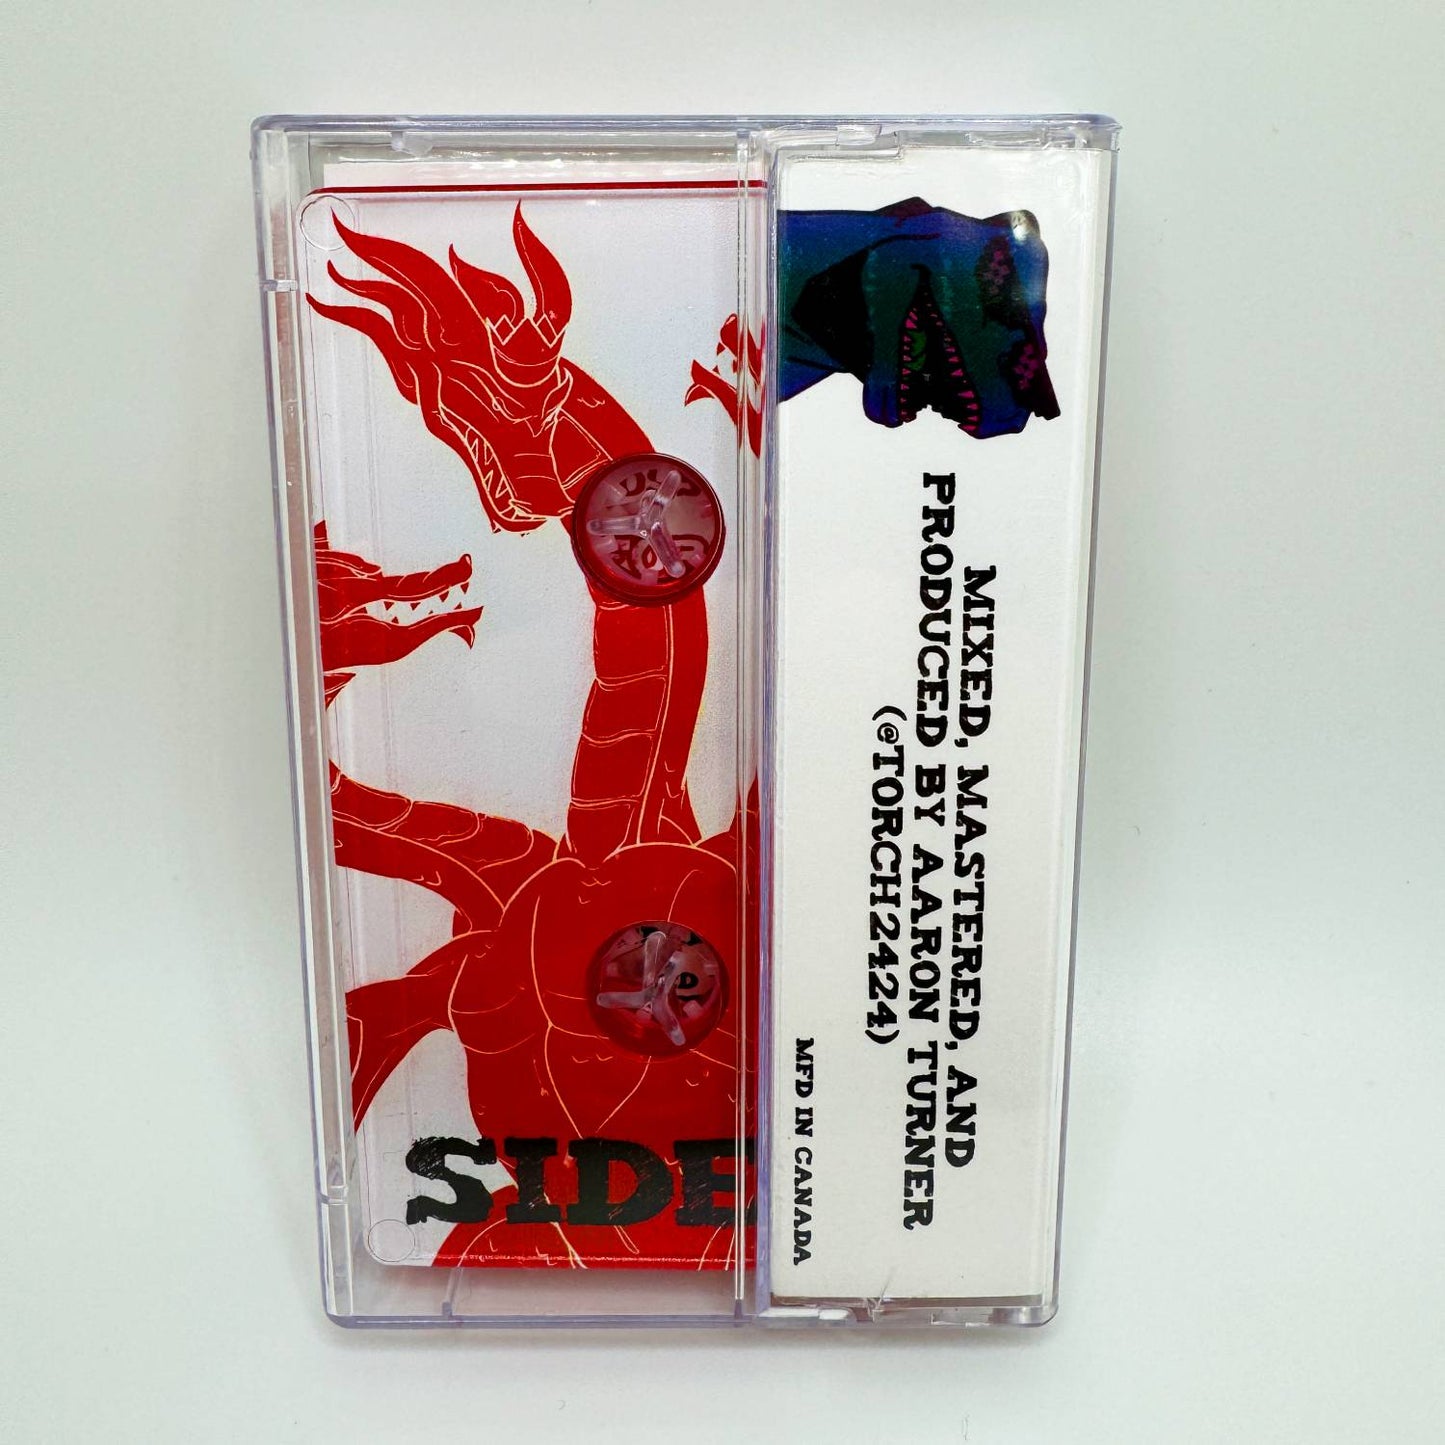 MIXED, MASTERED, AND
PRODUCED BY AARON TURNER
(@TORCH2424)
MFD IN CANADA
SIDE